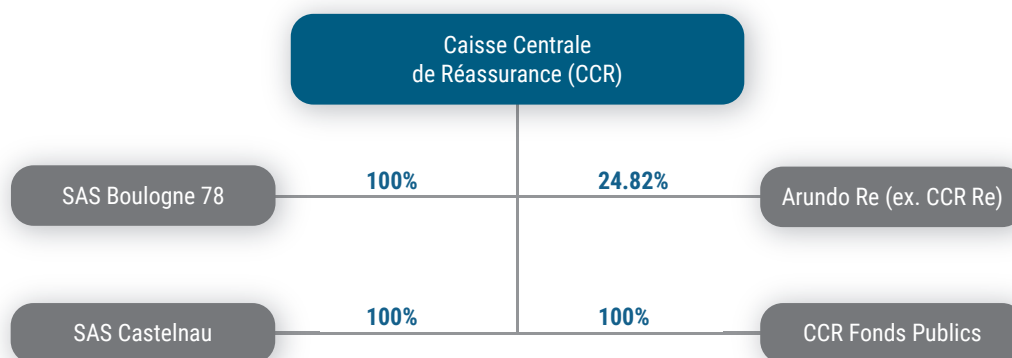 Caisse Centrale
de Réassurance (CCR)
100%
24.82%
SAS Boulogne 78
Arundo Re (ex. CCR Re)
100%
100%
SAS Castelnau
CCR Fonds Publics